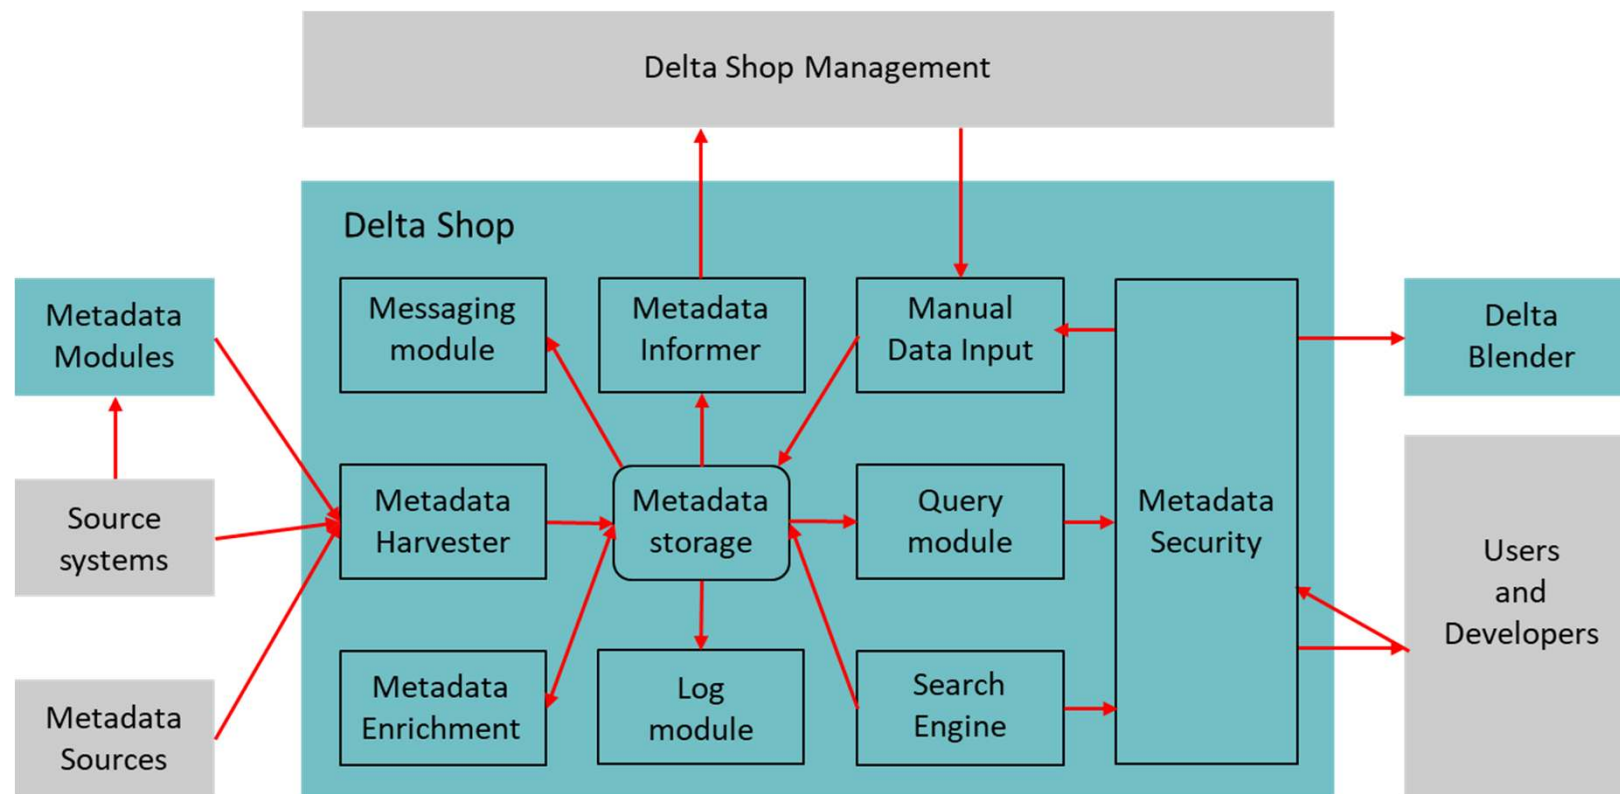 Delta Shop Management
Delta Shop
Metadata
Modules
Messaging
module
Metadata
Informer
Manual
Data Input
Delta
Blender
Source
systems
Metadata
Harvester
Metadata
storage
Query
module
Metadata
Security
Users
and
Developers
Metadata
Sources
Metadata
Enrichment
Log
module
Search
Engine